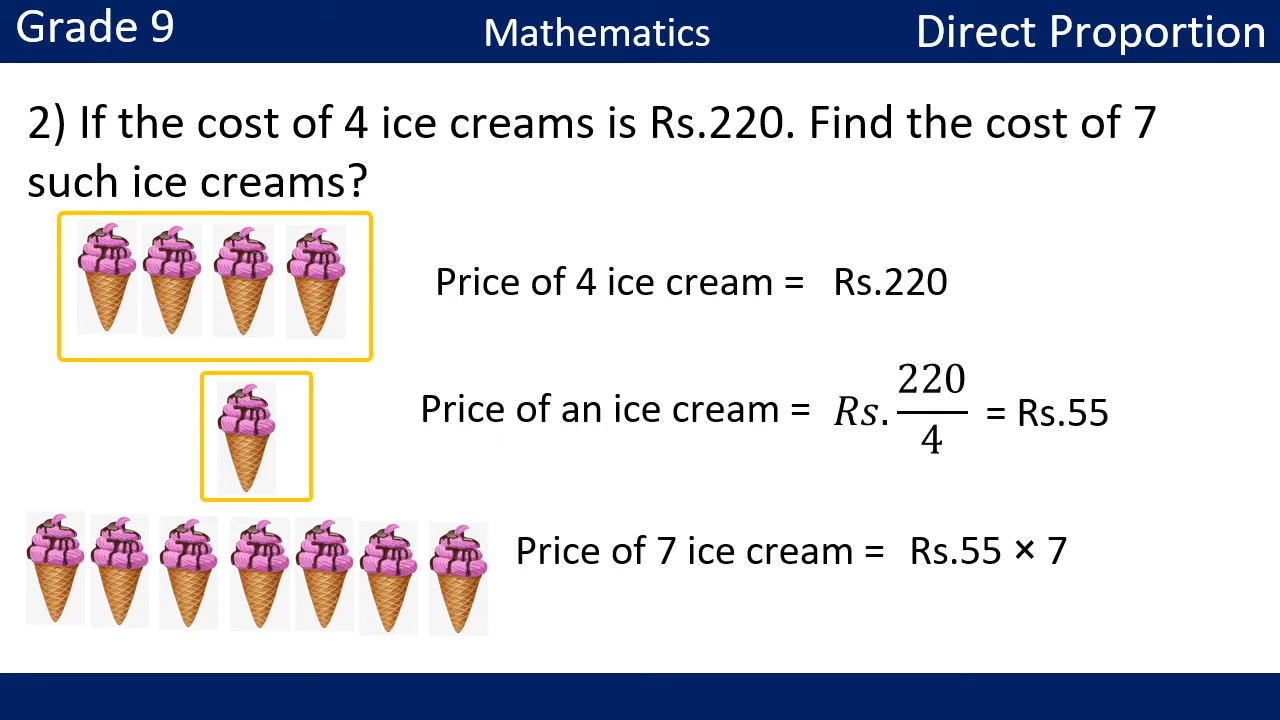 Grade 9 Mathematics Direct Proportion
2) If the cost of 4 ice creams is Rs.220. Find the cost of 7
such ice creams?
Price of 4 ice cream = Rs.220
Price of an ice cream = Rs. 220/4 = Rs.55
Price of 7 ice cream = Rs.55 × 7